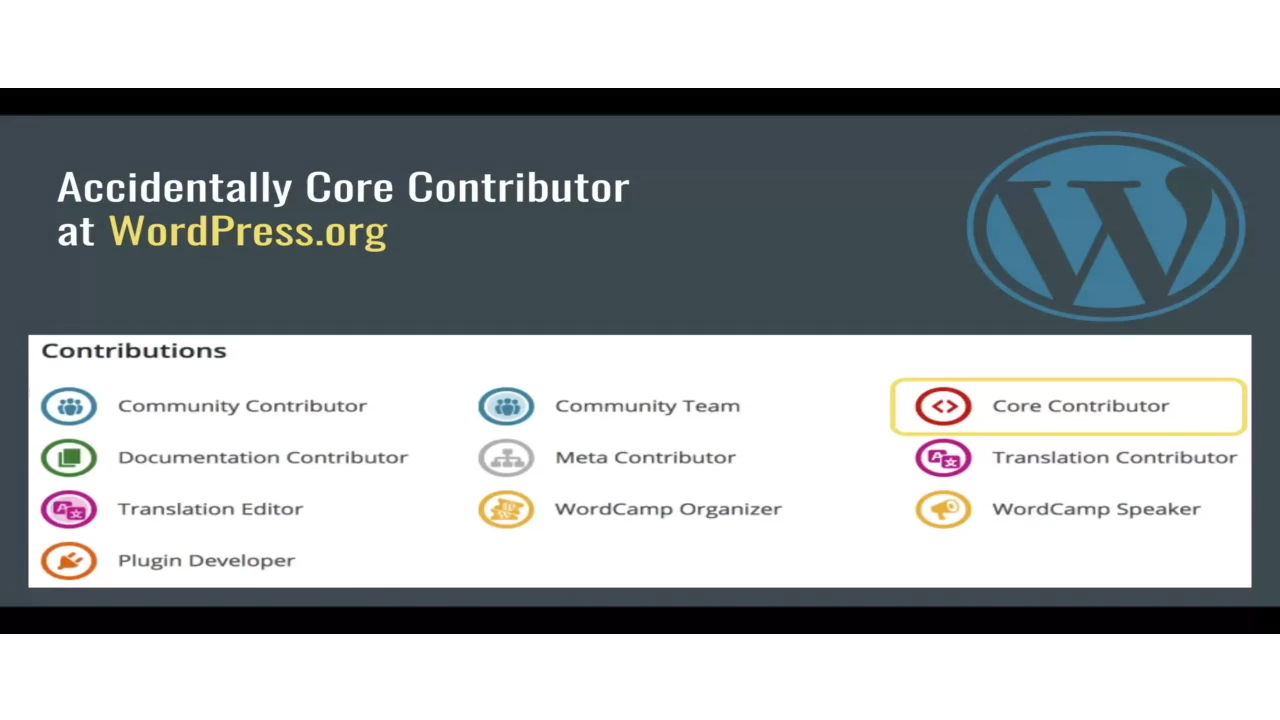 Accidentally Core Contributor
at WordPress.org
Contributions
Community Contributor
Community Team
Core Contributor
Documentation Contributor
Meta Contributor
Translation Contributor
Translation Editor
WordCamp Organizer
WordCamp Speaker
Plugin Developer